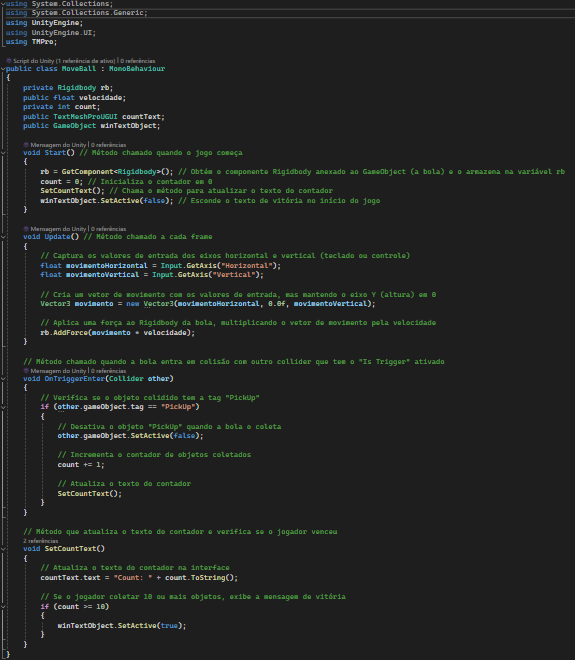 using System.Collections;
using System.Collections.Generic;
using UnityEngine;
using UnityEngine.UI;
using TMPro;
Script do Unity (1 referência de ativo) | 0 referências
public class MoveBall : MonoBehaviour
{
private Rigidbody rb;
public float velocidade;
private int count;
public TextMeshProUGUI countText;
public GameObject winTextObject;
Mensagem do Unity | 0 referências
void Start() // Método chamado quando o jogo começa
{
rb = GetComponent<Rigidbody>(); // Obtém o componente Rigidbody anexado ao GameObject (a bola) e o armazena na variável rb
count = 0; // Inicializa o contador em 0
SetCountText(); // Chama o método para atualizar o texto do contador
winTextObject.SetActive(false); // Esconde o texto de vitória no início do jogo
}
Mensagem do Unity | 0 referências
void Update() // Método chamado a cada frame
{
// Captura os valores de entrada dos eixos horizontal e vertical (teclado ou controle)
float movimentoHorizontal = Input.GetAxis("Horizontal");
float movimentoVertical = Input.GetAxis("Vertical");
// Cria um vetor de movimento com os valores de entrada, mas mantendo o eixo Y (altura) em 0
Vector3 movimento = new Vector3(movimentoHorizontal, 0.0f, movimentoVertical);
// Aplica uma força ao Rigidbody da bola, multiplicando o vetor de movimento pela velocidade
rb.AddForce(movimento * velocidade);
}
// Método chamado quando a bola entra em colisão com outro collider que tem o "Is Trigger" ativado
Mensagem do Unity | 0 referências
void OnTriggerEnter(Collider other)
{
// Verifica se o objeto colidido tem a tag "PickUp"
if (other.gameObject.tag == "PickUp")
{
// Desativa o objeto "PickUp" quando a bola o coleta
other.gameObject.SetActive(false);
// Incrementa o contador de objetos coletados
count += 1;
// Atualiza o texto do contador
SetCountText();
}
}
// Método que atualiza o texto do contador e verifica se o jogador venceu
2 referências
void SetCountText()
{
// Atualiza o texto do contador na interface
countText.text = "Count: " + count.ToString();
// Se o jogador coletar 10 ou mais objetos, exibe a mensagem de vitória
if (count >= 10)
{
winTextObject.SetActive(true);
}
}
}